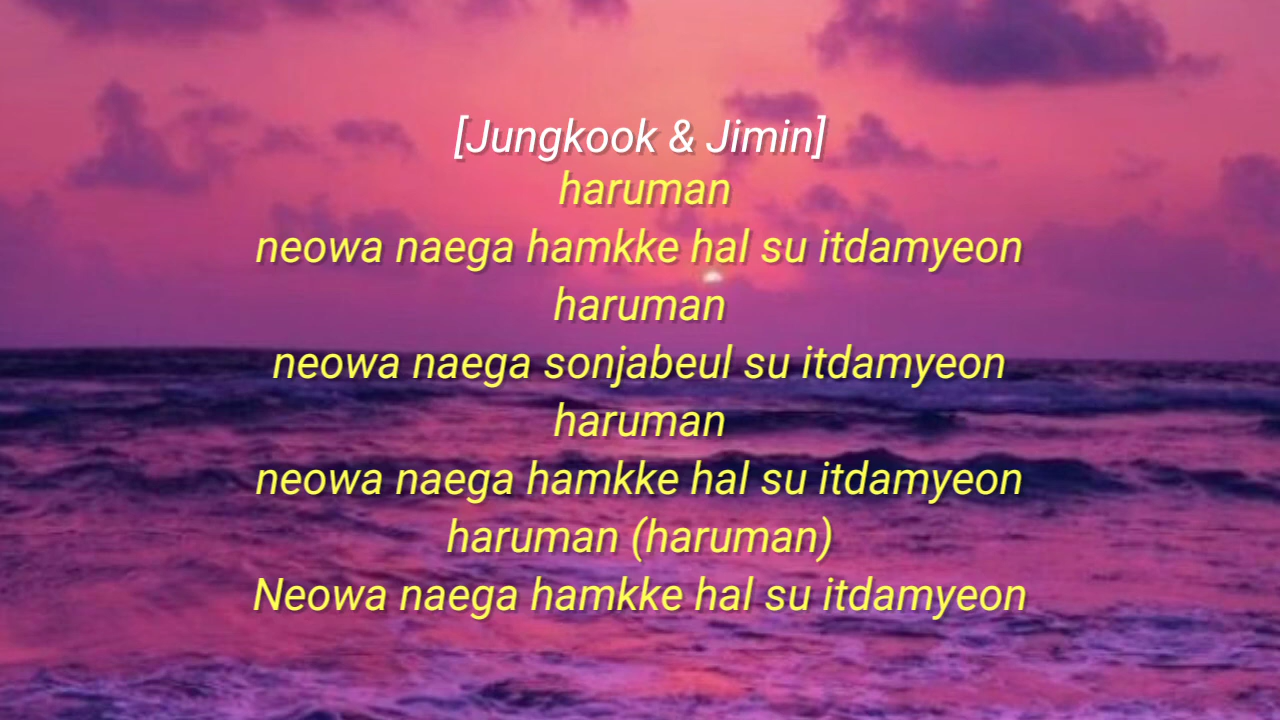 [Jungkook & Jimin]
haruman
neowa naega hamkke hal su itdamyeon
haruman
neowa naega sonjabeul su itdamyeon
haruman
neowa naega hamkke hal su itdamyeon
haruman (haruman)
Neowa naega hamkke hal su itdamyeon